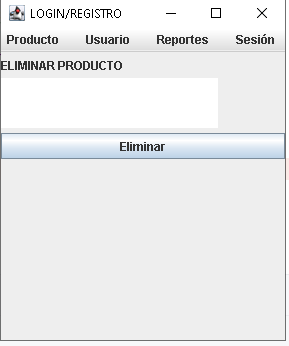 LOGIN/REGISTRO
Producto Usuario Reportes Sesión
ELIMINAR PRODUCTO
Eliminar